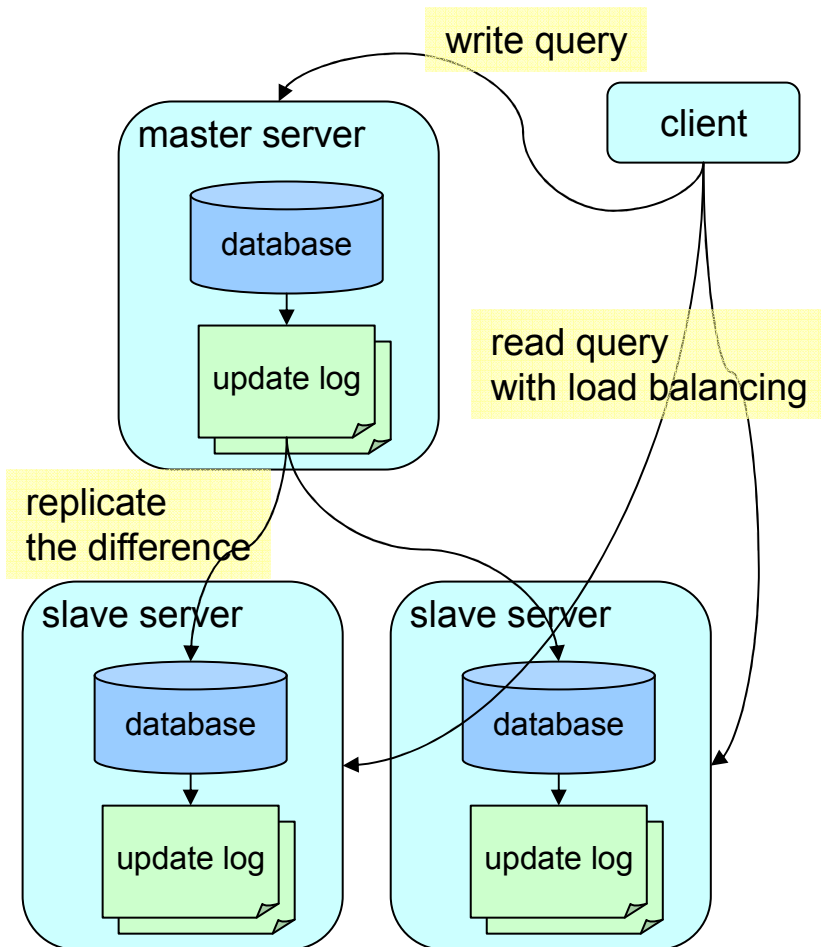 write query
client
master server
database
update log
read query
with load balancing
replicate
the difference
slave server
database
update log
slave server
database
update log